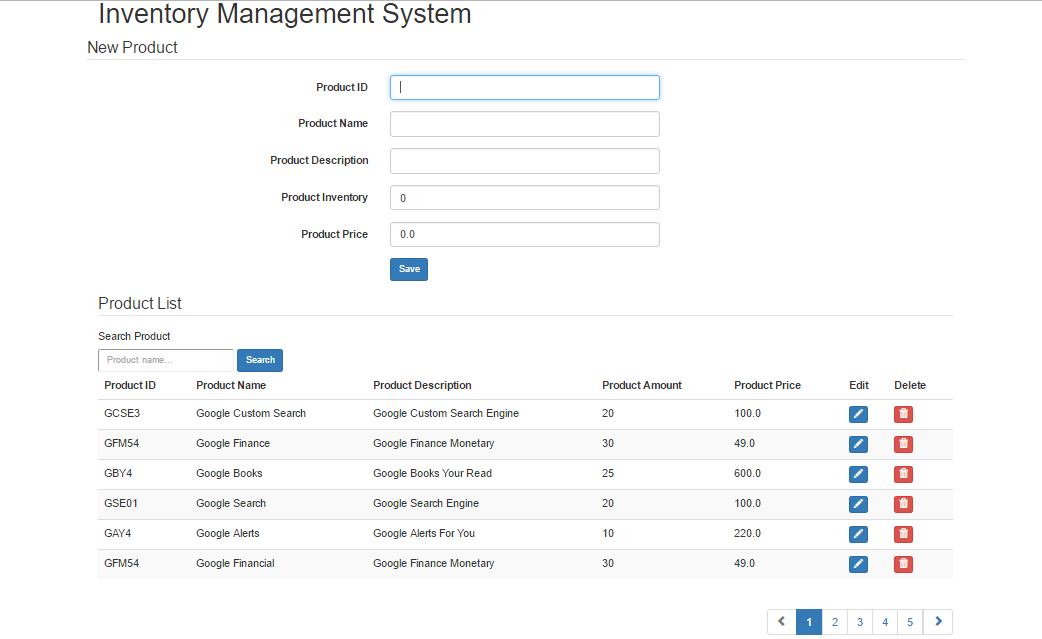 Inventory Management System
New Product
Product ID
Product Name
Product Description
Product Inventory 0
Product Price 0.0
Save
Product List
Search Product
Product name... Search
Product ID Product Name Product Description Product Amount Product Price Edit Delete
GCSE3 Google Custom Search Google Custom Search Engine 20 100.0
GFM54 Google Finance Google Finance Monetary 30 49.0
GBY4 Google Books Google Books Your Read 25 600.0
GSE01 Google Search Google Search Engine 20 100.0
GAY4 Google Alerts Google Alerts For You 10 220.0
GFM54 Google Financial Google Finance Monetary 30 49.0
1 2 3 4 5